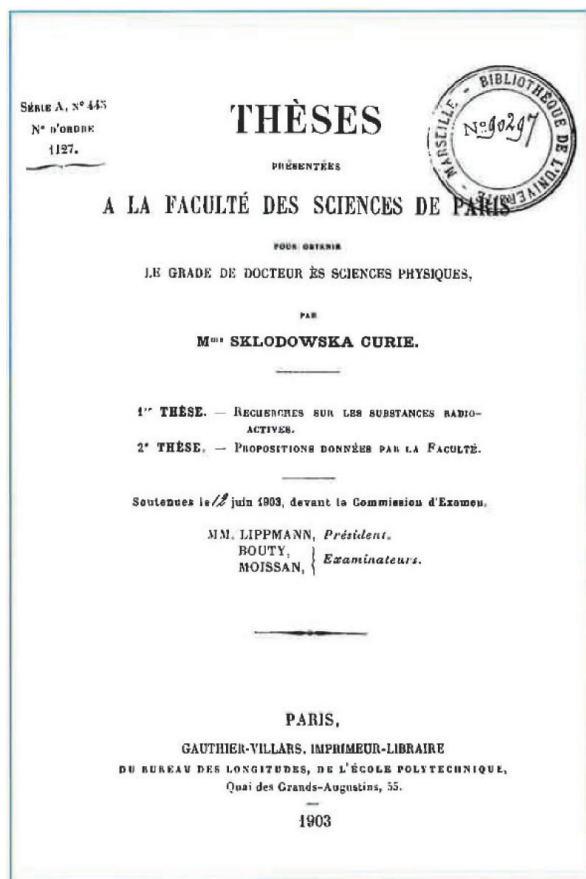 SÉRIE A, Nº 445
Nº D'ORDRE
1127.
THÈSES
PRÉSENTÉES
A LA FACULTÉ DES SCIENCES DE PARIS
POUR OBTENIR
LE GRADE DE DOCTEUR ÈS SCIENCES PHYSIQUES,
PAR
Mme SKLODOWSKA CURIE.
1re THÈSE. — RECHERCHES SUR LES SUBSTANCES RADIO-
ACTIVES.
2e THÈSE. — PROPOSITIONS DONNÉES PAR LA FACULTÉ.
Soutenues le 12 juin 1903, devant la Commission d'Examen.
MM. LIPPMANN, Président.
BOUTY,
MOISSAN, Examinateurs.
PARIS,
GAUTHIER-VILLARS, IMPRIMEUR-LIBRAIRE
DU BUREAU DES LONGITUDES, DE L'ÉCOLE POLYTECHNIQUE,
Quai des Grands-Augustins, 55.
1903
BIBLIOTHÈQUE DE L'UNIVERSITÉ - MARSEILLE -
Nº 90297